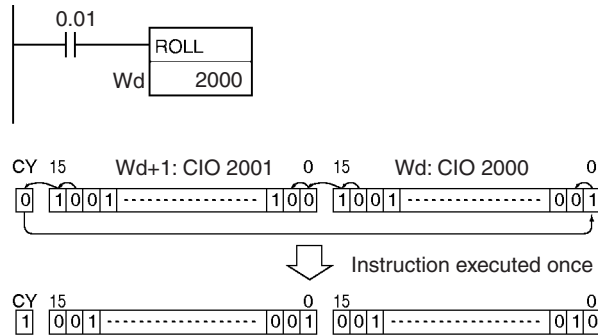 0.01
ROLL
Wd 2000
CY 15 Wd+1: CIO 2001 0 15 Wd: CIO 2000 0
0 1 0 0 1 1 0 0 1 0 0 1 0 0 1
Instruction executed once
CY 15 0 15 0
1 0 0 1 0 0 1 0 0 1 0 1 0